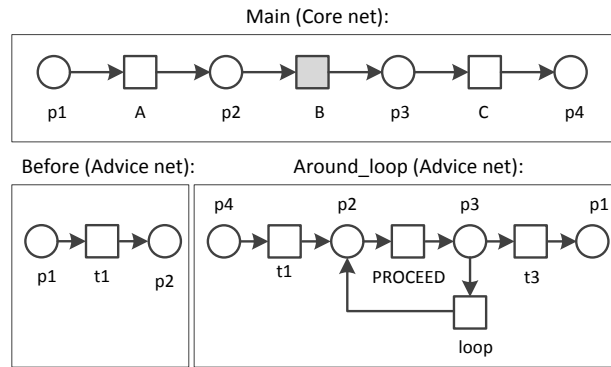 Main (Core net):
p1 A p2 B p3 C p4
Before (Advice net): Around_loop (Advice net):
p4 p2 p3 p1
p1 t1 p2
t1 PROCEED t3
loop